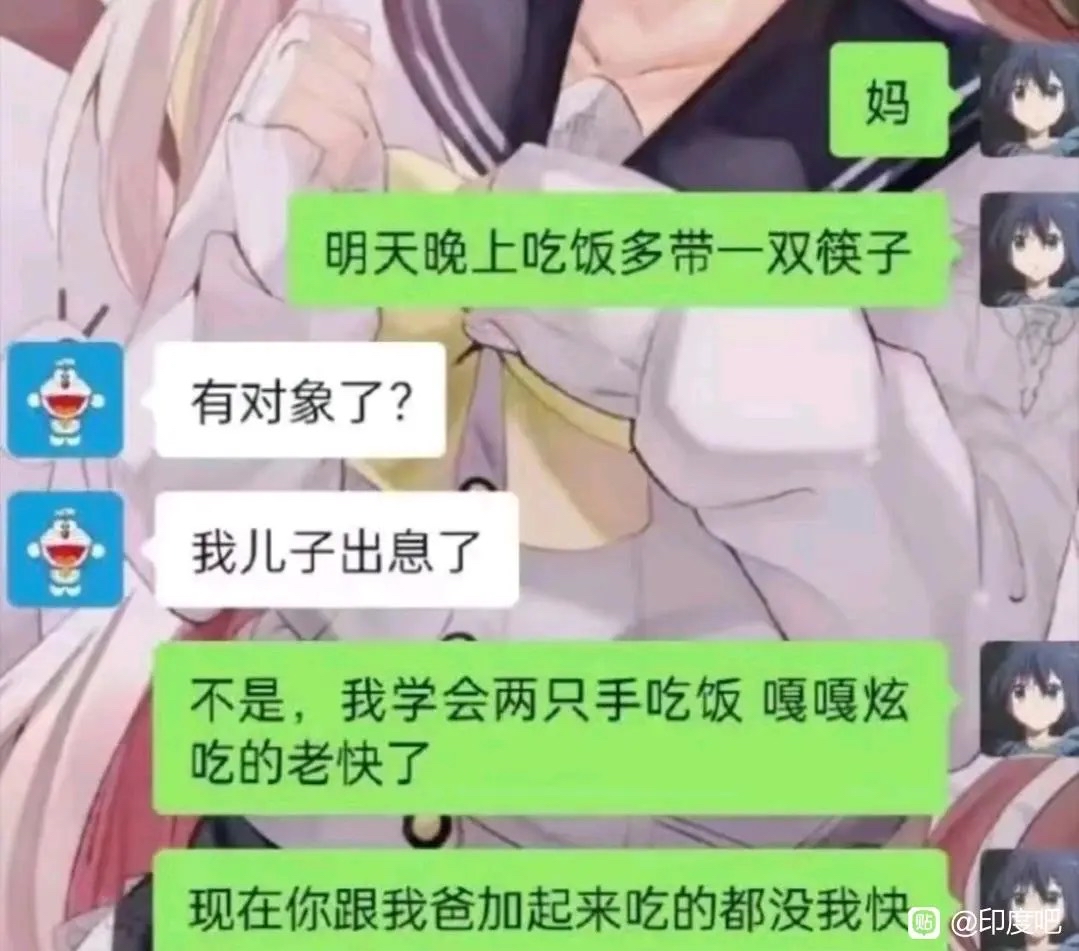 妈
明天晚上吃饭多带一双筷子
有对象了?
我儿子出息了
不是，我学会两只手吃饭 嘎嘎炫
吃的老快了
现在你跟我爸加起来吃的都没我快
贴 @印度吧